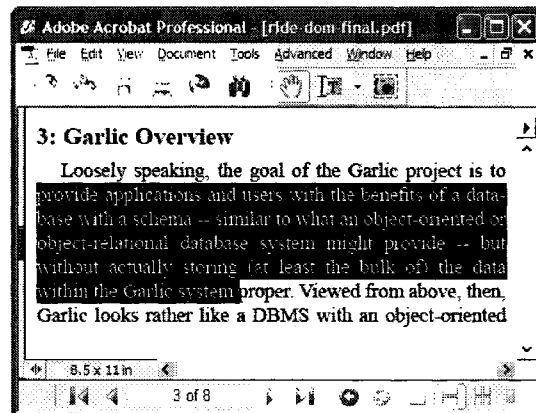 Adobe Acrobat Professional - [ride-dom-final.pdf]
File Edit View Document Tools Advanced Window Help
3: Garlic Overview
Loosely speaking, the goal of the Garlic project is to
provide applications and users with the benefits of a data-
base with a schema -- similar to what an object-oriented or
object-relational database system might provide -- but
without actually storing (at least the bulk of) the data
within the Garlic system proper. Viewed from above, then,
Garlic looks rather like a DBMS with an object-oriented
8.5 x 11 in
3 of 8